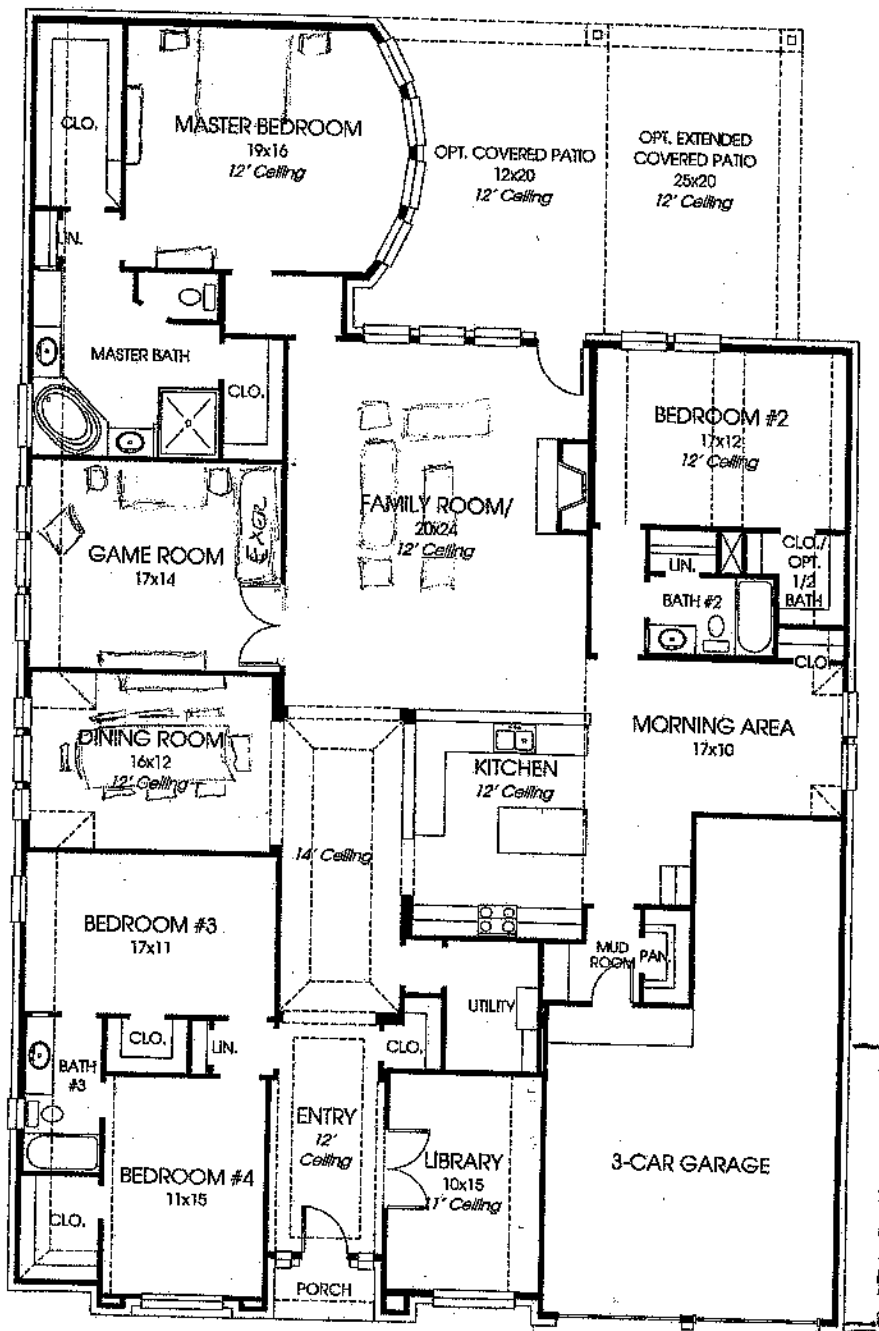 CLO.
MASTER BEDROOM
19x16
12' Ceiling
OPT. COVERED PATIO
12x20
12' Ceiling
OPT. EXTENDED
COVERED PATIO
25x20
12' Ceiling
LIN.
MASTER BATH
CLO.
BEDROOM #2
17x12
12' Ceiling
EXER
FAMILY ROOM/
20x24
12' Ceiling
GAME ROOM
17x14
LIN.
CLO./
OPT.
1/2
BATH
BATH #2
CLO
DINING ROOM
16x12
12' Ceiling
KITCHEN
12' Ceiling
MORNING AREA
17x10
14' Ceiling
BEDROOM #3
17x11
MUD
ROOM
PAN.
UTILITY
CLO.
LIN.
CLO.
BATH
#3
ENTRY
12'
Ceiling
LIBRARY
10x15
11' Ceiling
3-CAR GARAGE
BEDROOM #4
11x15
CLO.
PORCH